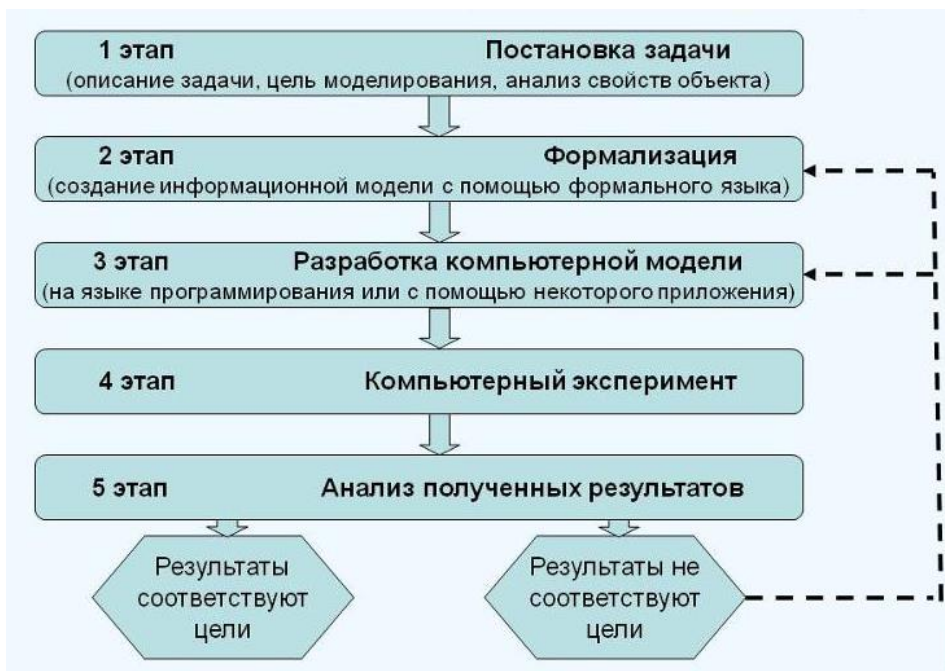 1 этап Постановка задачи
(описание задачи, цель моделирования, анализ свойств объекта)
2 этап Формализация
(создание информационной модели с помощью формального языка)
3 этап Разработка компьютерной модели
(на языке программирования или с помощью некоторого приложения)
4 этап Компьютерный эксперимент
5 этап Анализ полученных результатов
Результаты
соответствуют
цели
Результаты не
соответствуют
цели